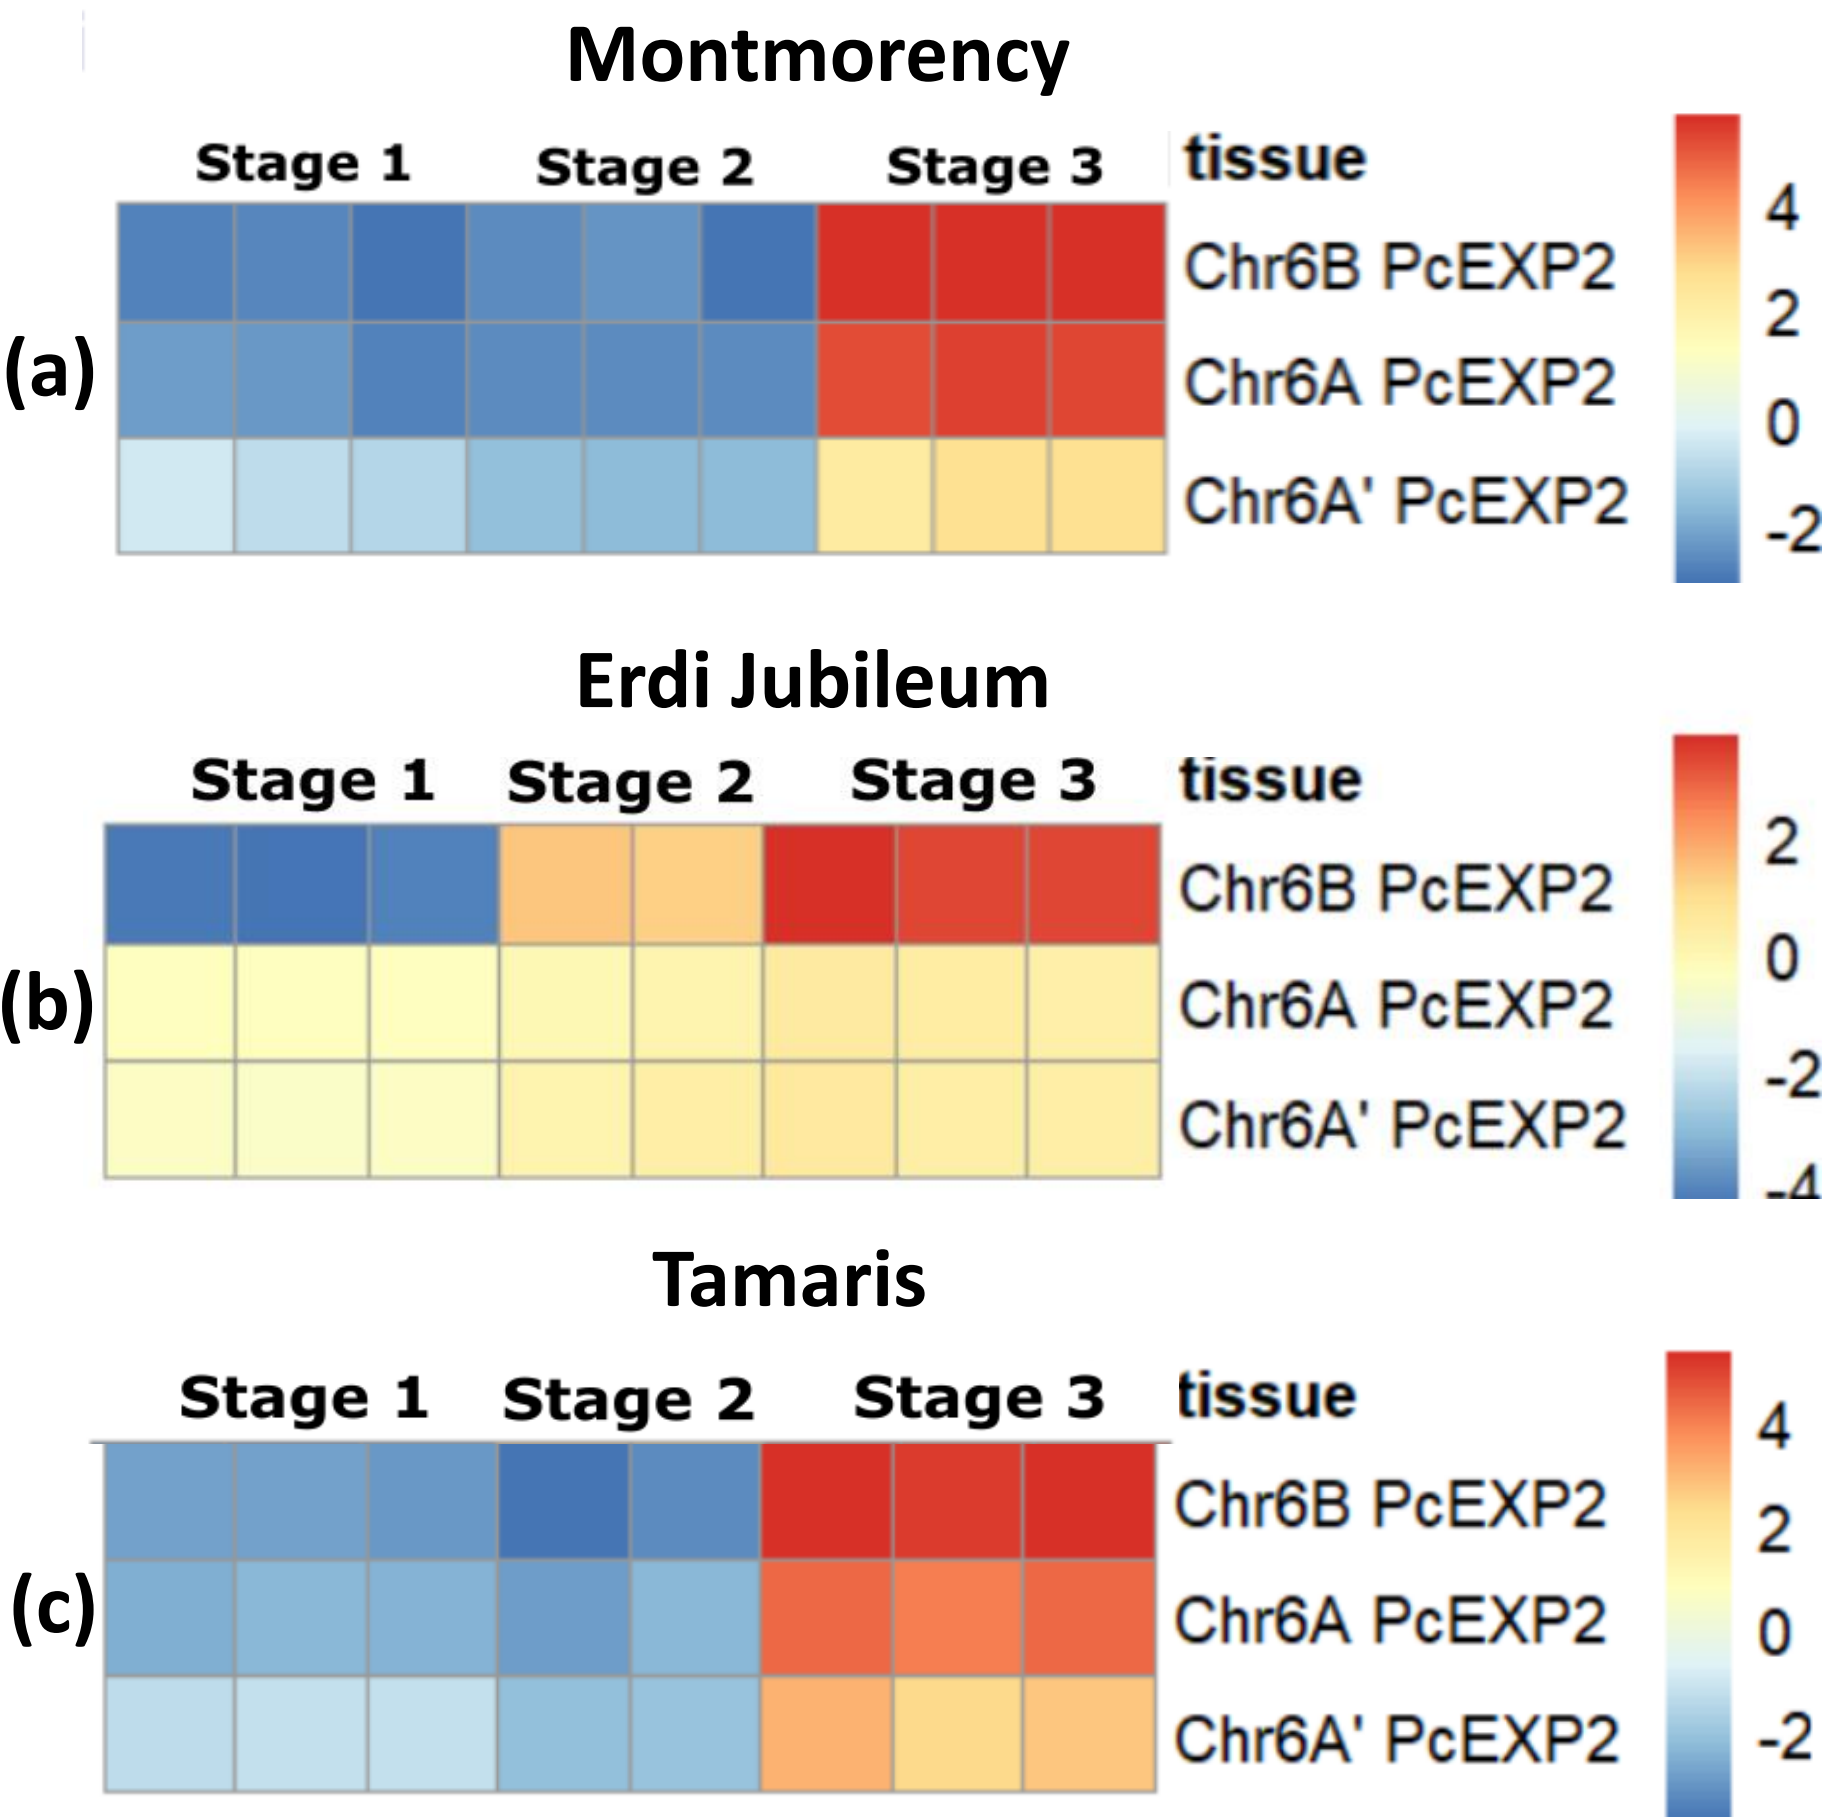 Montmorency
Stage 1 Stage 2 Stage 3 tissue
4
Chr6B PcEXP2
2
(a) Chr6A PcEXP2
0
Chr6A' PcEXP2
-2
Erdi Jubileum
Stage 1 Stage 2 Stage 3 tissue
2
Chr6B PcEXP2
0
(b) Chr6A PcEXP2
-2
Chr6A' PcEXP2
-4
Tamaris
Stage 1 Stage 2 Stage 3 tissue
4
Chr6B PcEXP2
2
(c) Chr6A PcEXP2
0
Chr6A' PcEXP2
-2